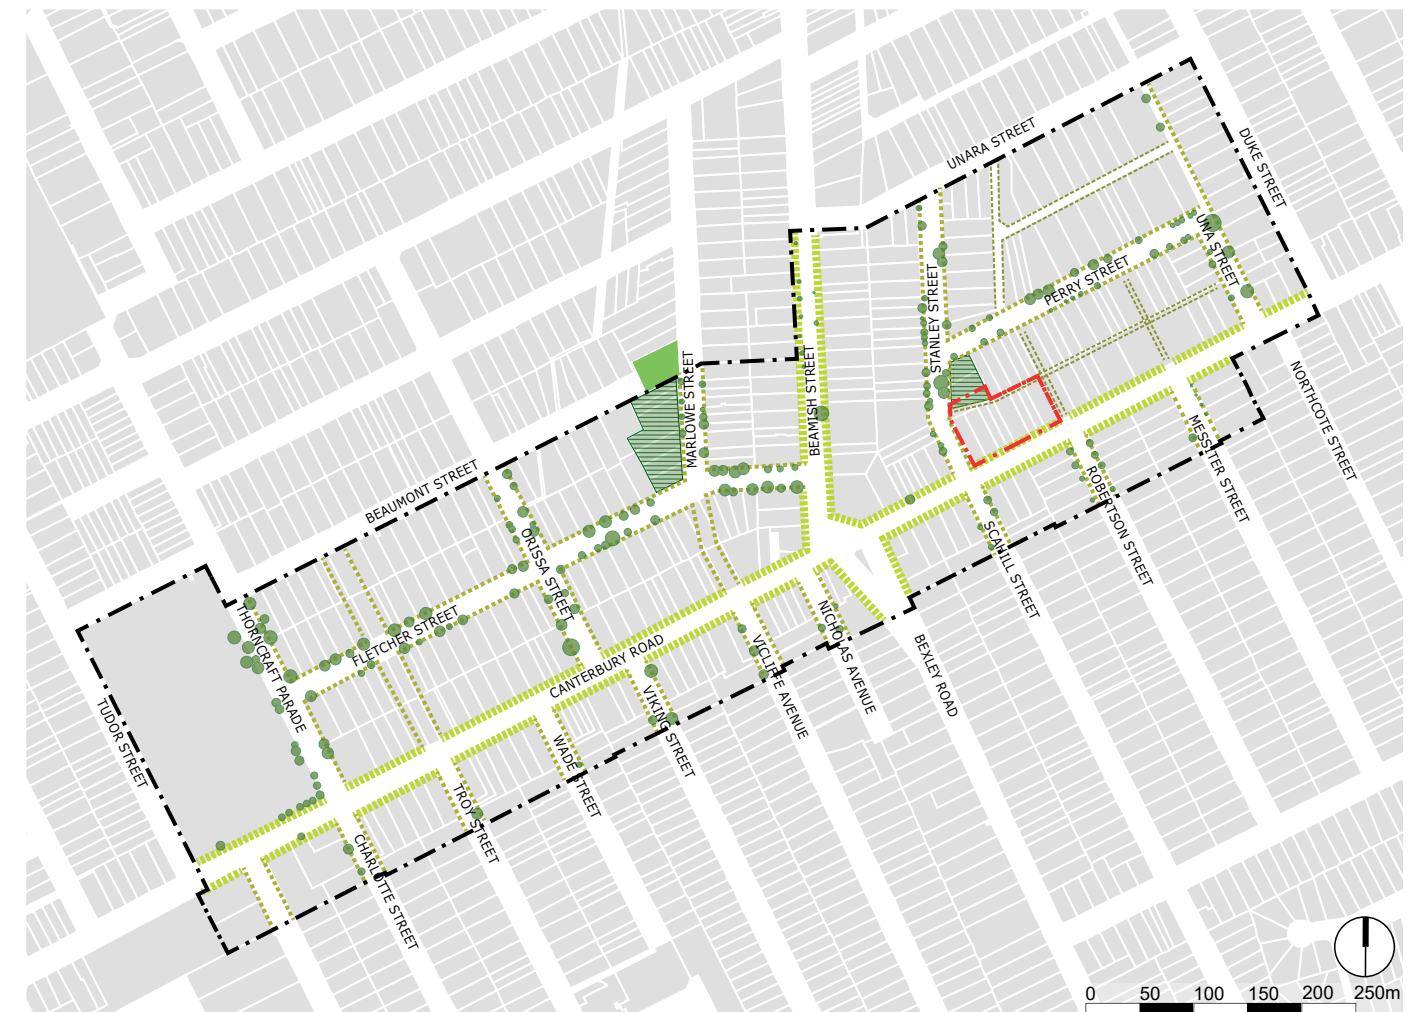 UNARA STREET
DUKE STREET
UNA STREET
PERRY STREET
STANLEY STREET
BEAMISH STREET
MARLOWE STREET
NORTHCOTE STREET
MESSITER STREET
ROBERTSON STREET
SCAHILL STREET
BEAUMONT STREET
ORISSA STREET
FLETCHER STREET
CANTERBURY ROAD
THORNCRAFT PARADE
TUDOR STREET
NICHOLAS AVENUE
BEXLEY ROAD
VICLIFFE AVENUE
VIKING STREET
WADE STREET
TROY STREET
CHARLOTTE STREET
0 50 100 150 200 250m